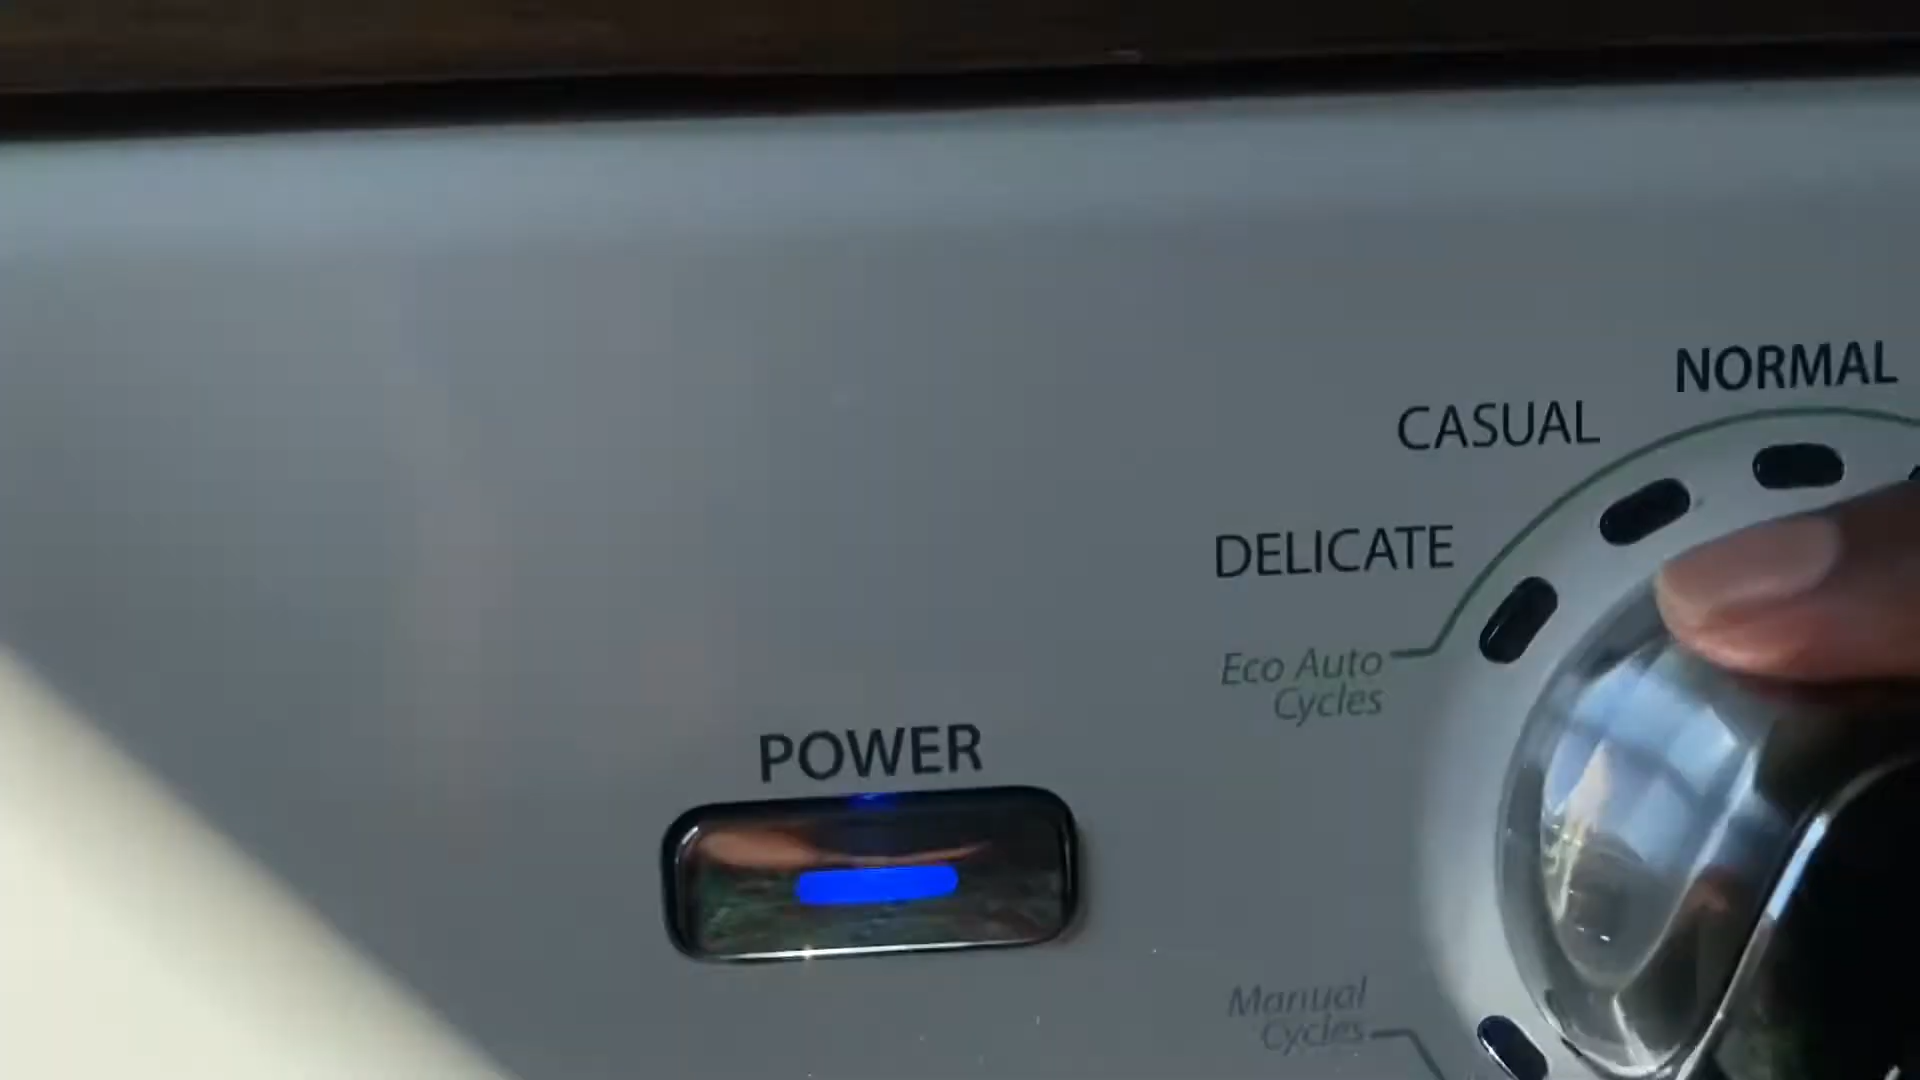 NORMAL
CASUAL
DELICATE
Eco Auto
Cycles
POWER
Manual
Cycles